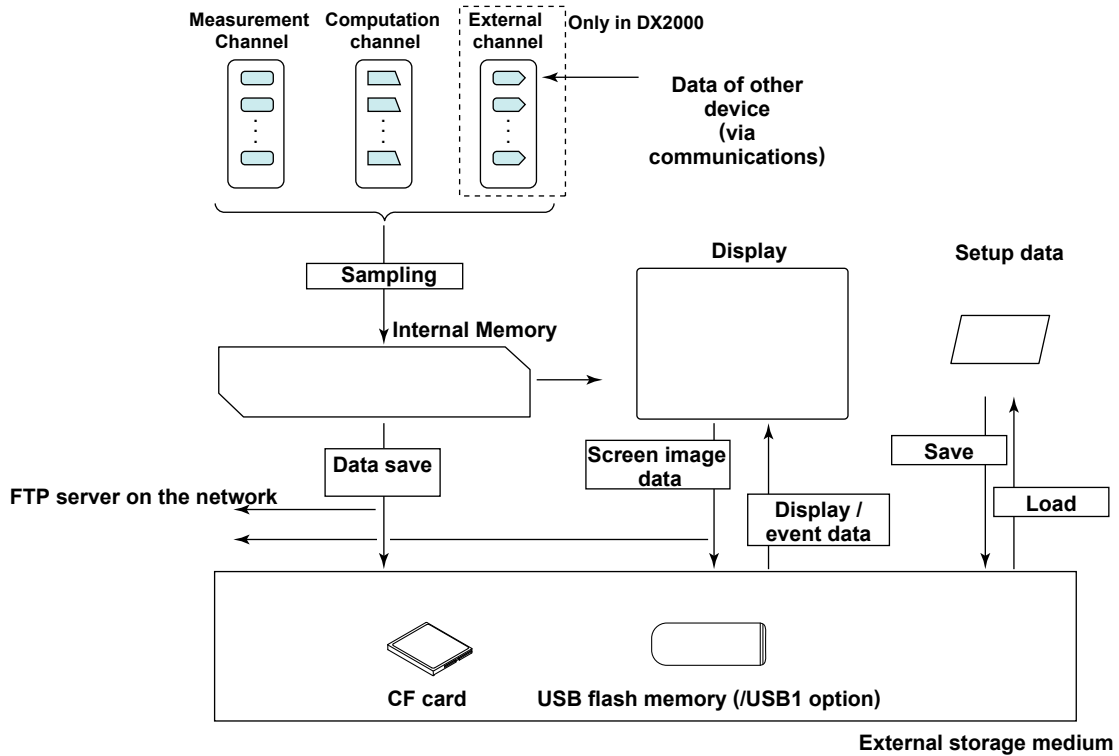 Measurement
Channel
Computation
channel
External
channel
Only in DX2000
Data of other
device
(via
communications)
Sampling
Internal Memory
Display
Setup data
Data save
Screen image
data
Save
FTP server on the network
Display /
event data
Load
CF card
USB flash memory (/USB1 option)
External storage medium